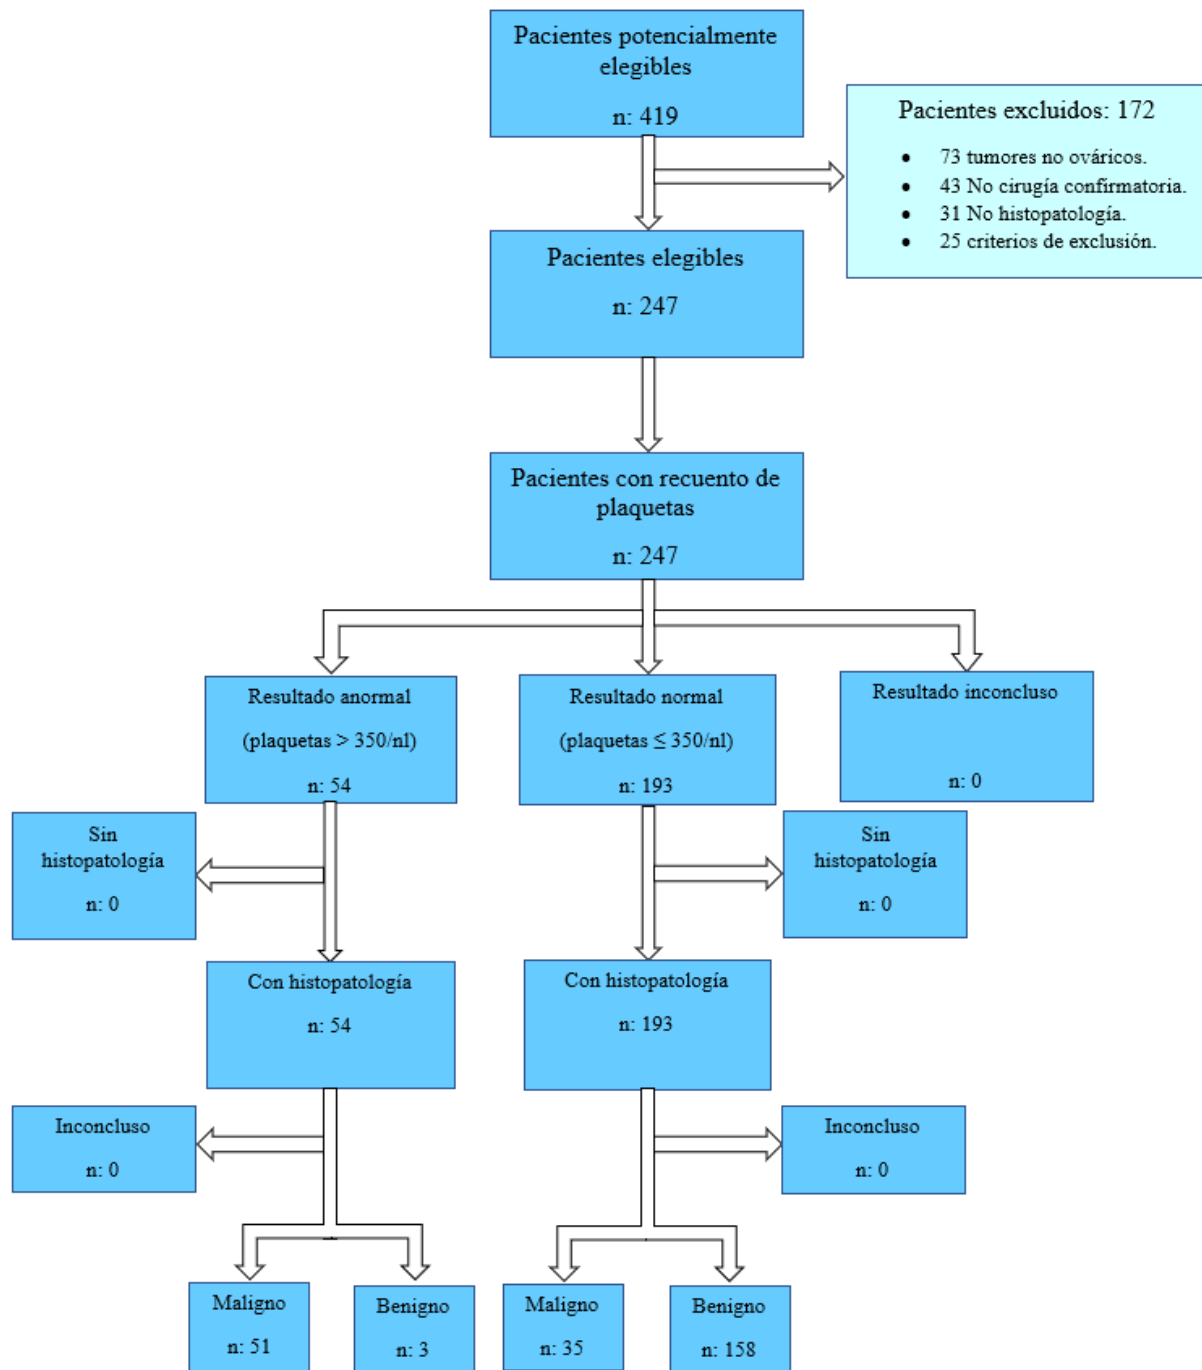 Pacientes potencialmente
elegibles
n: 419
Pacientes excluidos: 172
• 73 tumores no ováricos.
• 43 No cirugía confirmatoria.
• 31 No histopatología.
• 25 criterios de exclusión.
Pacientes elegibles
n: 247
Pacientes con recuento de
plaquetas
n: 247
Resultado anormal
(plaquetas > 350/nl)
n: 54
Resultado normal
(plaquetas ≤ 350/nl)
n: 193
Resultado inconcluso
n: 0
Sin
histopatología
n: 0
Sin
histopatología
n: 0
Con histopatología
n: 54
Con histopatología
n: 193
Inconcluso
n: 0
Inconcluso
n: 0
Maligno
n: 51
Benigno
n: 3
Maligno
n: 35
Benigno
n: 158